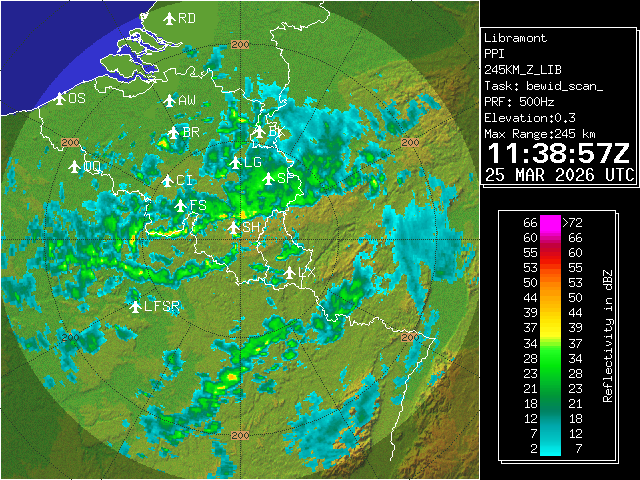 Libramont
PPI
245KM_Z_LIB
Task: bewid_scan_
PRF: 500Hz
Elevation:0.3
Max Range:245 km
11:38:57Z
25 MAR 2026 UTC
RD
200
OS
AW
BR
200
200
LG
CI
SP
FS
SH
LX
LFSR
200
200
200
66 >72
60 66
55 60
53 55
50 53
44 50
39 44
37 39
34 37
28 34
23 28
21 23
18 21
12 18
7 12
2 7
Reflectivity in dBZ